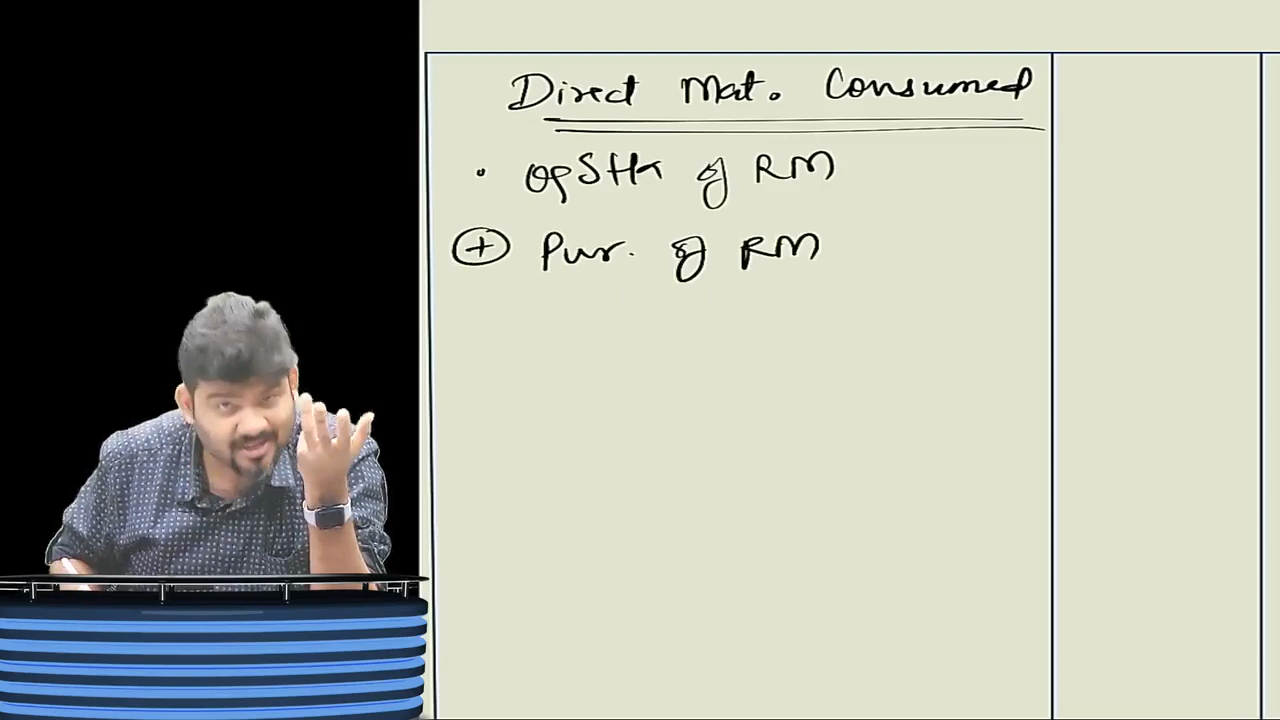 Direct Mat. Consumed
• OpStk of RM
⊕ Pur. of RM